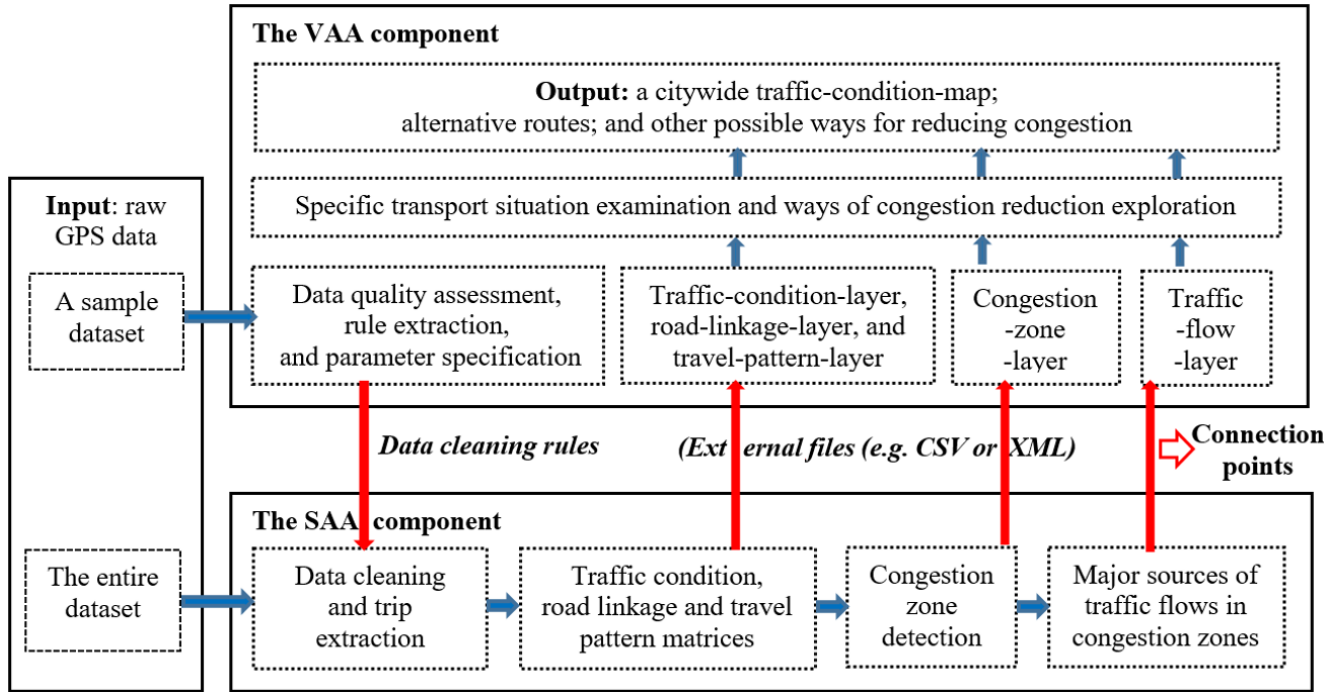 The VAA component
Output: a citywide traffic-condition-map;
alternative routes; and other possible ways for reducing congestion
Specific transport situation examination and ways of congestion reduction exploration
Input: raw
GPS data
A sample
dataset
Data quality assessment,
rule extraction,
and parameter specification
Traffic-condition-layer,
road-linkage-layer, and
travel-pattern-layer
Congestion
-zone
-layer
Traffic
-flow
-layer
Data cleaning rules
(External files (e.g. CSV or XML)
Connection
points
The SAA component
The entire
dataset
Data cleaning
and trip
extraction
Traffic condition,
road linkage and travel
pattern matrices
Congestion
zone
detection
Major sources of
traffic flows in
congestion zones